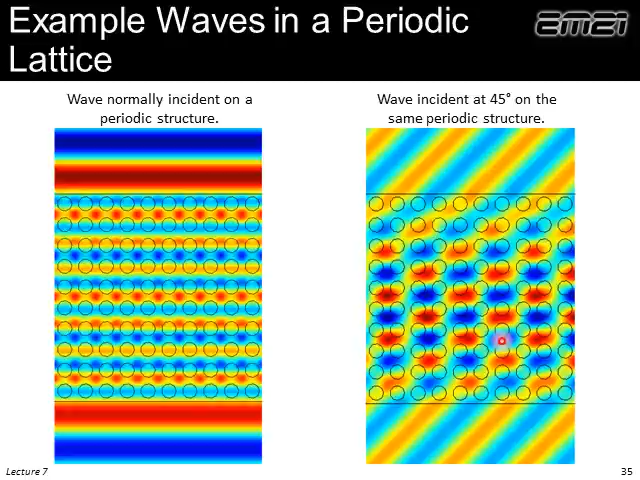 Example Waves in a Periodic
Lattice
EM21
Wave normally incident on a
periodic structure.
Wave incident at 45° on the
same periodic structure.
Lecture 7
35